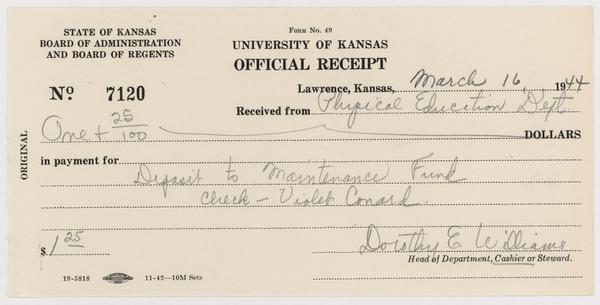 STATE OF KANSAS
BOARD OF ADMINISTRATION
AND BOARD OF REGENTS
Form No. 49
UNIVERSITY OF KANSAS
OFFICIAL RECEIPT
No 7120
Lawrence, Kansas, March 16, 1944
Received from Physical Education Dept
One + 25/100 DOLLARS
ORIGINAL
in payment for
Deposit to Maintenance Fund
Check – Violet Conard.
$1 25
Dorothy E Williams
Head of Department, Cashier or Steward.
19-5818 11-42—10M Sets